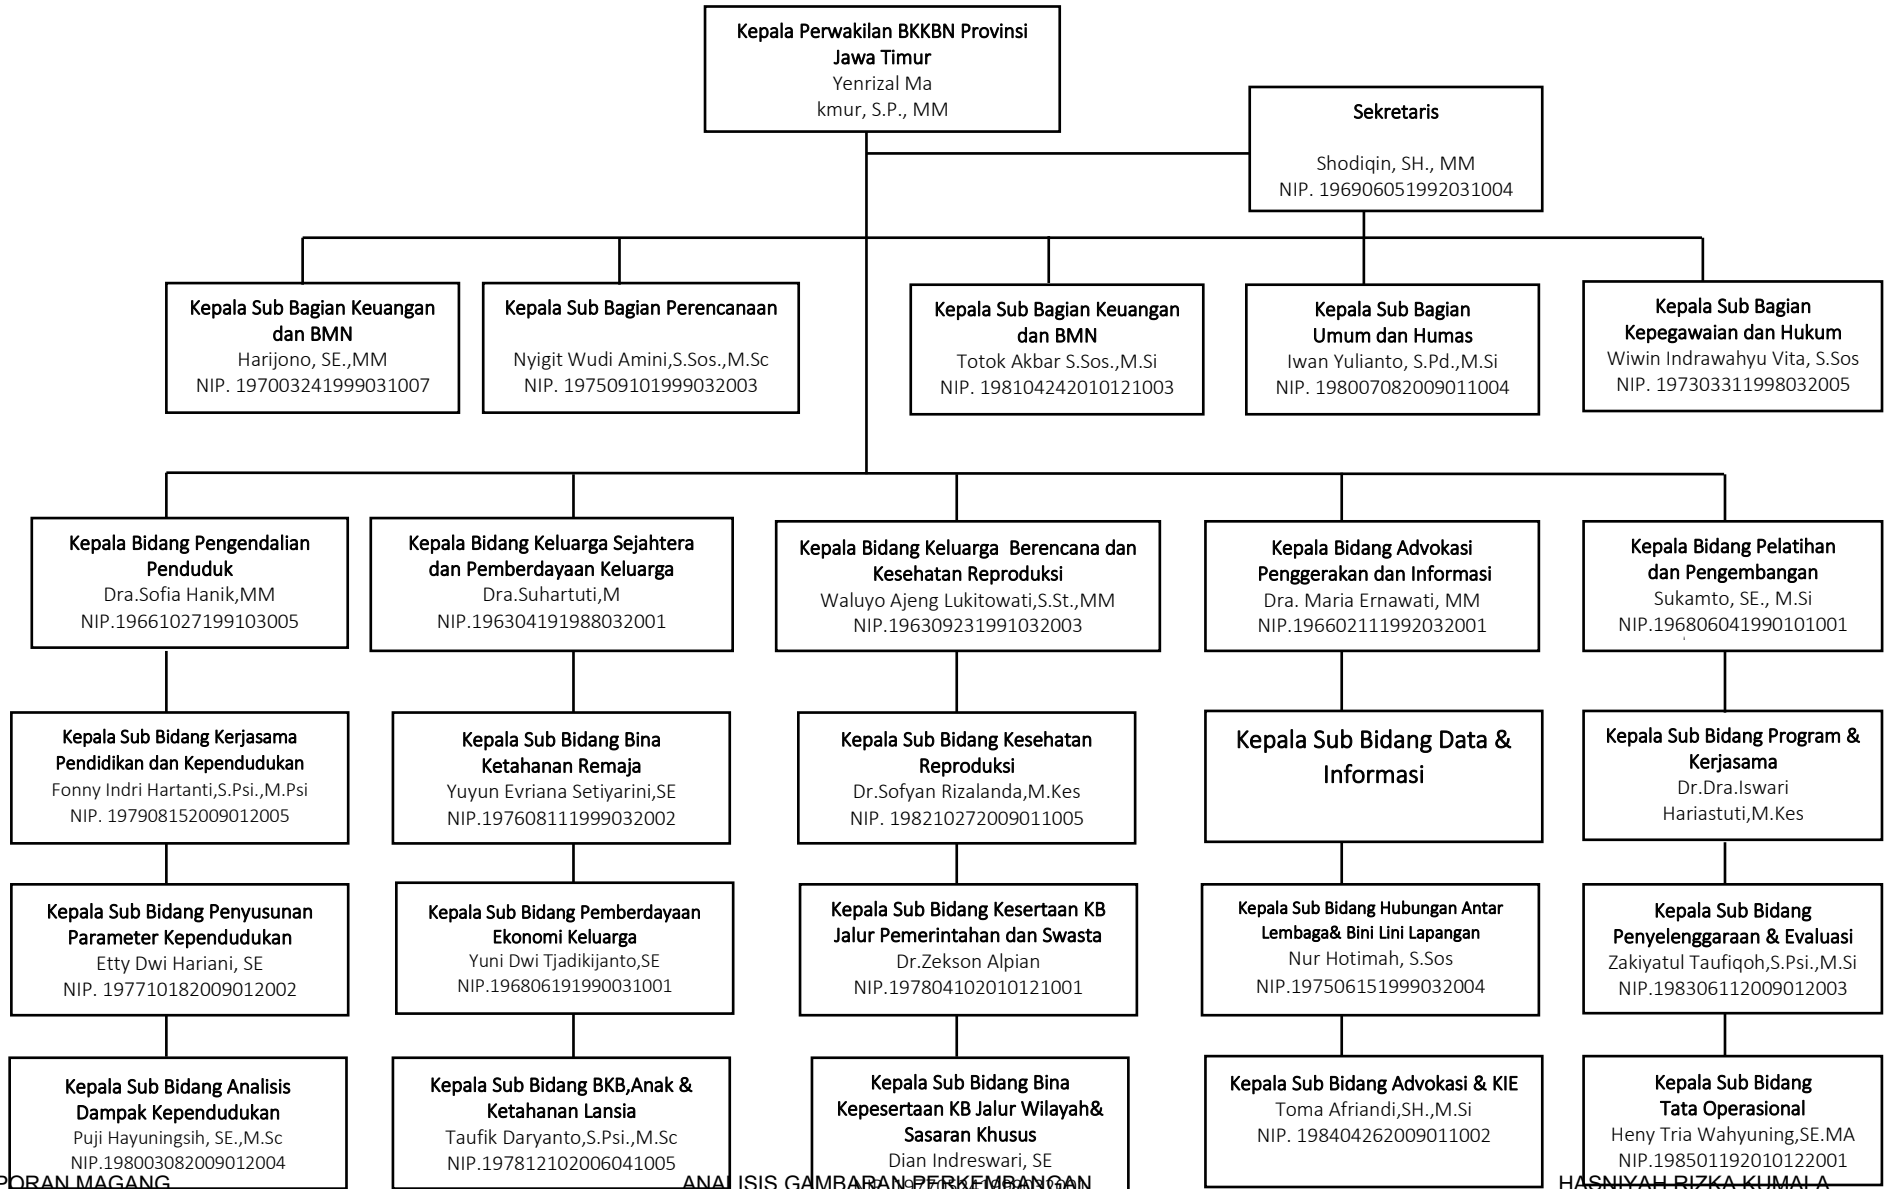 Kepala Perwakilan BKKBN Provinsi
Jawa Timur
Yenrizal Ma
kmur, S.P., MM
Sekretaris
Shodiqin, SH., MM
NIP. 196906051992031004
Kepala Sub Bagian Keuangan
dan BMN
Harijono, SE.,MM
NIP. 197003241999031007
Kepala Sub Bagian Perencanaan
Nyigit Wudi Amini,S.Sos.,M.Sc
NIP. 197509101999032003
Kepala Sub Bagian Keuangan
dan BMN
Totok Akbar S.Sos.,M.Si
NIP. 198104242010121003
Kepala Sub Bagian
Umum dan Humas
Iwan Yulianto, S.Pd.,M.Si
NIP. 198007082009011004
Kepala Sub Bagian
Kepegawaian dan Hukum
Wiwin Indrawahyu Vita, S.Sos
NIP. 197303311998032005
Kepala Bidang Pengendalian
Penduduk
Dra.Sofia Hanik,MM
NIP.19661027199103005
Kepala Bidang Keluarga Sejahtera
dan Pemberdayaan Keluarga
Dra.Suhartuti,M
NIP.196304191988032001
Kepala Bidang Keluarga  Berencana dan
Kesehatan Reproduksi
Waluyo Ajeng Lukitowati,S.St.,MM
NIP.196309231991032003
Kepala Bidang Advokasi
Penggerakan dan Informasi
Dra. Maria Ernawati, MM
NIP.196602111992032001
Kepala Bidang Pelatihan
dan Pengembangan
Sukamto, SE., M.Si
NIP.196806041990101001
Kepala Sub Bidang Kerjasama
Pendidikan dan Kependudukan
Fonny Indri Hartanti,S.Psi.,M.Psi
NIP. 197908152009012005
Kepala Sub Bidang Bina
Ketahanan Remaja
Yuyun Evriana Setiyarini,SE
NIP.197608111999032002
Kepala Sub Bidang Kesehatan
Reproduksi
Dr.Sofyan Rizalanda,M.Kes
NIP. 198210272009011005
Kepala Sub Bidang Data &
Informasi
Kepala Sub Bidang Program &
Kerjasama
Dr.Dra.Iswari
Hariastuti,M.Kes
Kepala Sub Bidang Penyusunan
Parameter Kependudukan
Etty Dwi Hariani, SE
NIP. 197710182009012002
Kepala Sub Bidang Pemberdayaan
Ekonomi Keluarga
Yuni Dwi Tjadikijanto,SE
NIP.196806191990031001
Kepala Sub Bidang Kesertaan KB
Jalur Pemerintahan dan Swasta
Dr.Zekson Alpian
NIP.197804102010121001
Kepala Sub Bidang Hubungan Antar
Lembaga& Bini Lini Lapangan
Nur Hotimah, S.Sos
NIP.197506151999032004
Kepala Sub Bidang
Penyelenggaraan & Evaluasi
Zakiyatul Taufiqoh,S.Psi.,M.Si
NIP.198306112009012003
Kepala Sub Bidang Analisis
Dampak Kependudukan
Puji Hayuningsih, SE.,M.Sc
NIP.198003082009012004
Kepala Sub Bidang BKB,Anak &
Ketahanan Lansia
Taufik Daryanto,S.Psi.,M.Sc
NIP.197812102006041005
Kepala Sub Bidang Bina
Kepesertaan KB Jalur Wilayah&
Sasaran Khusus
Dian Indreswari, SE
Kepala Sub Bidang Advokasi & KIE
Toma Afriandi,SH.,M.Si
NIP. 198404262009011002
Kepala Sub Bidang
Tata Operasional
Heny Tria Wahyuning,SE.MA
NIP.198501192010122001
PORAN MAGANG
ANALISIS GAMBARAN PERKEMBANGAN
HASNIYAH RIZKA KUMALA